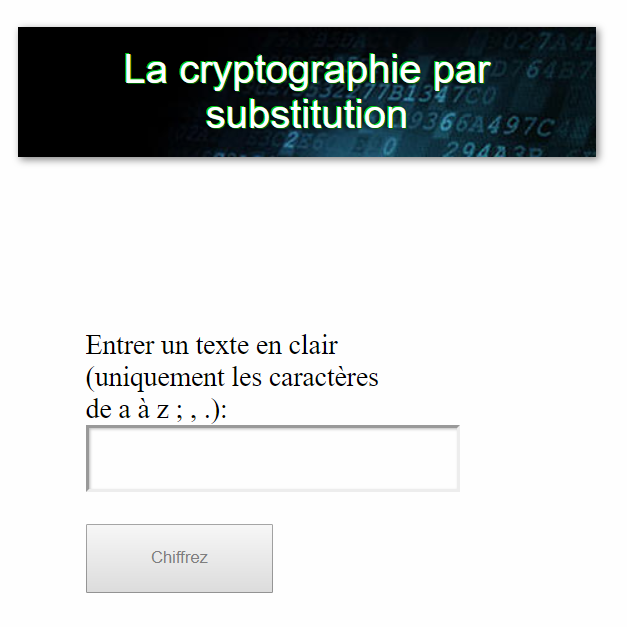 La cryptographie par
substitution
Entrer un texte en clair
(uniquement les caractères
de a à z ; , .):
Chiffrez